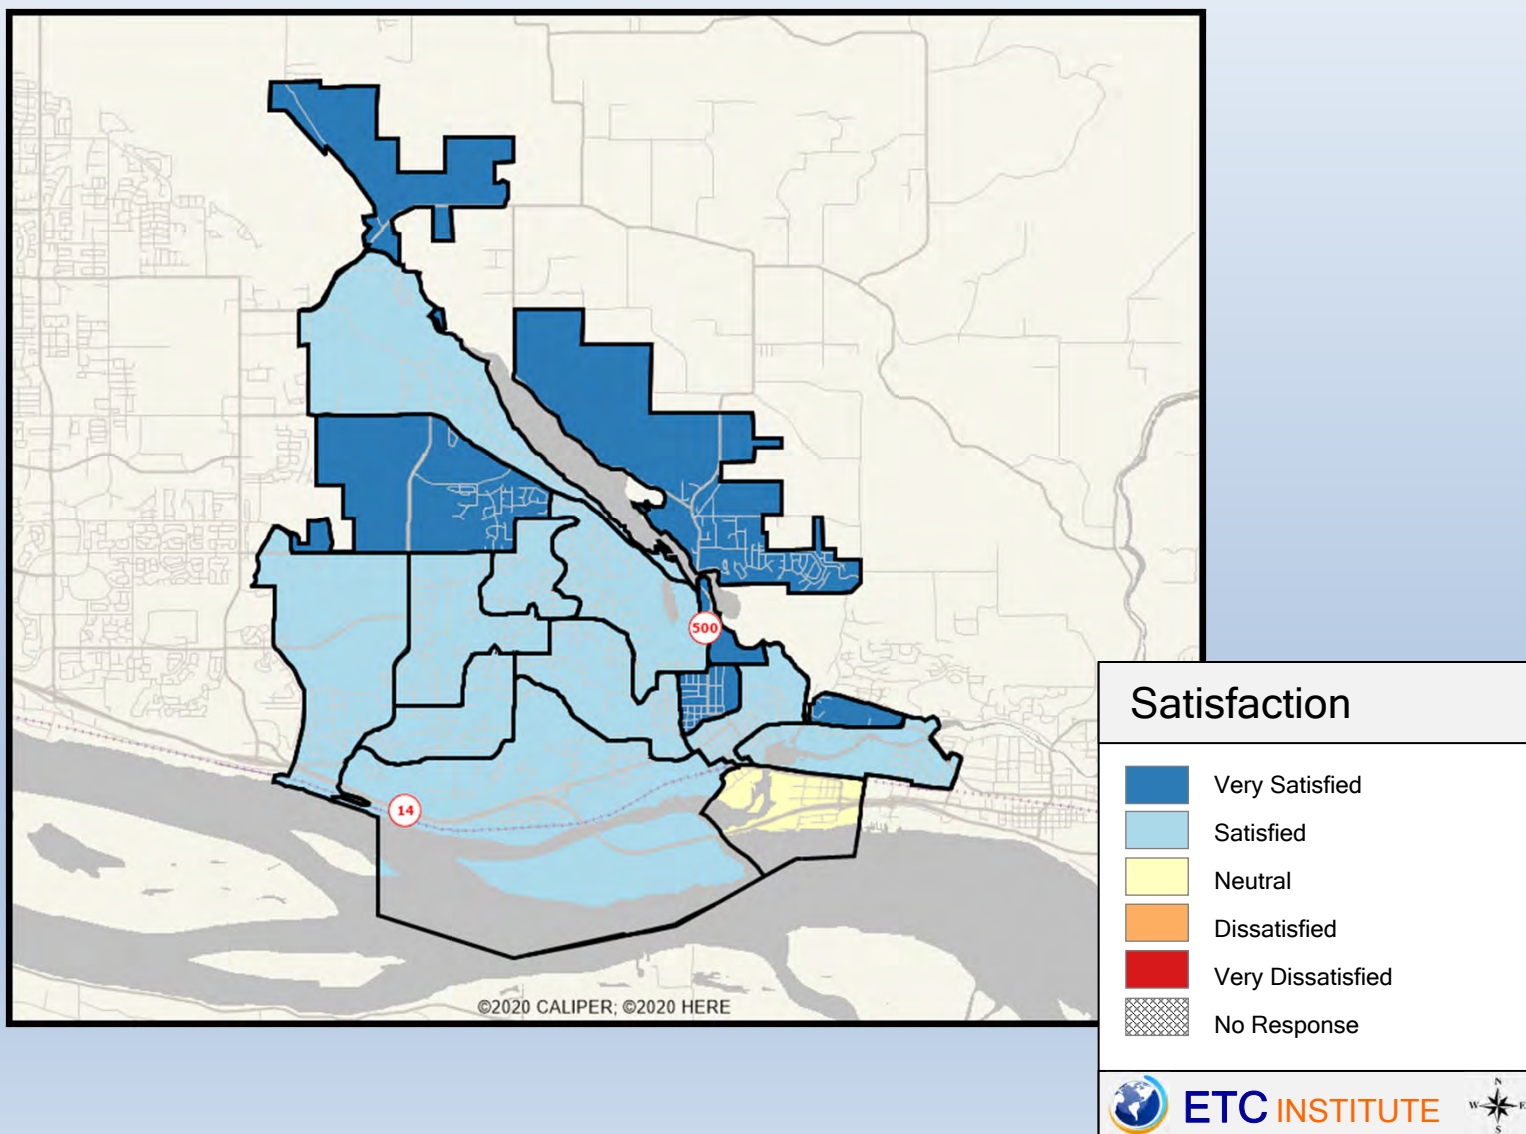 500
14
©2020 CALIPER; ©2020 HERE
Satisfaction
Very Satisfied
Satisfied
Neutral
Dissatisfied
Very Dissatisfied
No Response
ETC INSTITUTE
N
W E
S